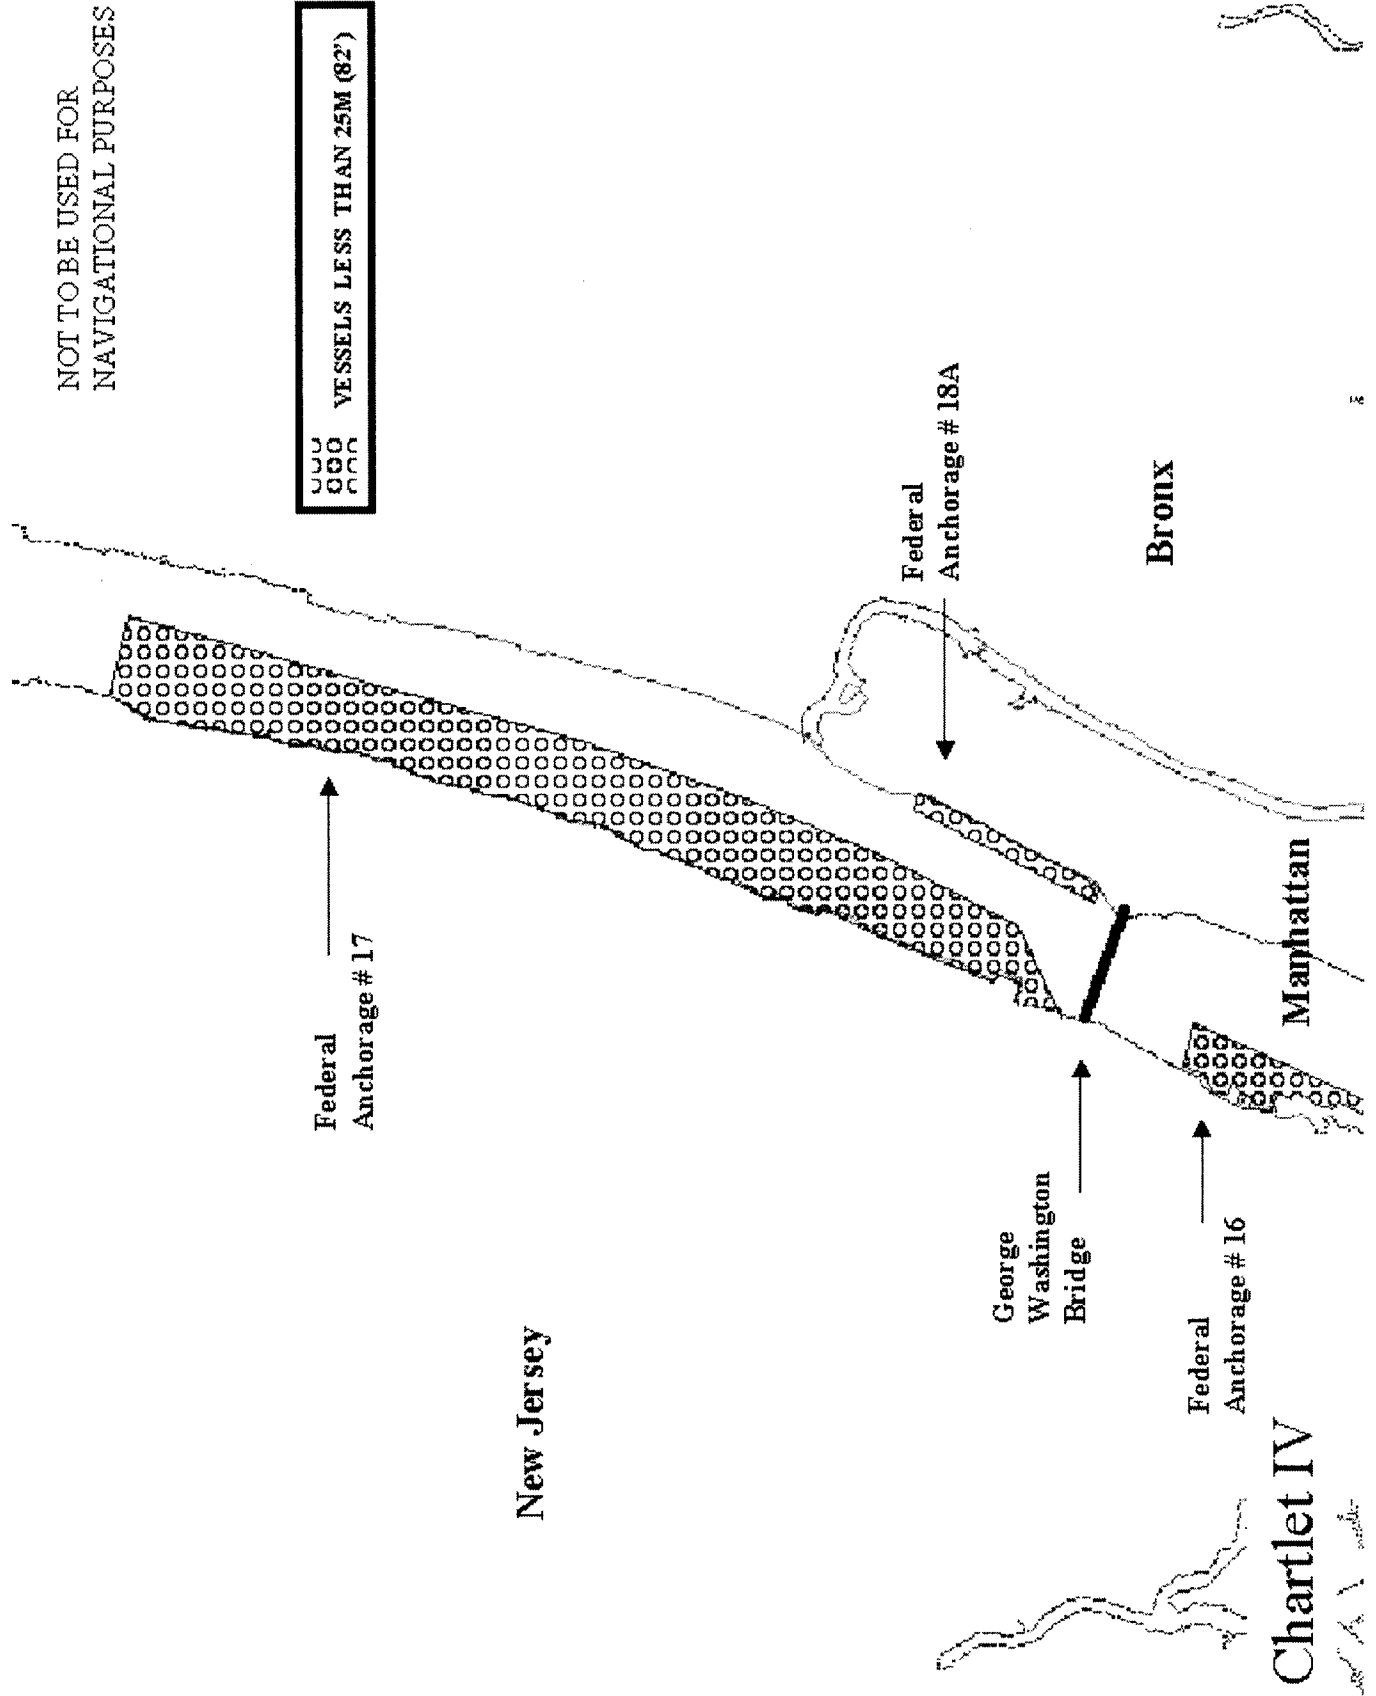 NOT TO BE USED FOR
NAVIGATIONAL PURPOSES
VESSELS LESS THAN 25M (82')
Federal
Anchorage # 17
Federal
Anchorage # 18A
New Jersey
Bronx
George
Washington
Bridge
Manhattan
Federal
Anchorage # 16
Chartlet IV